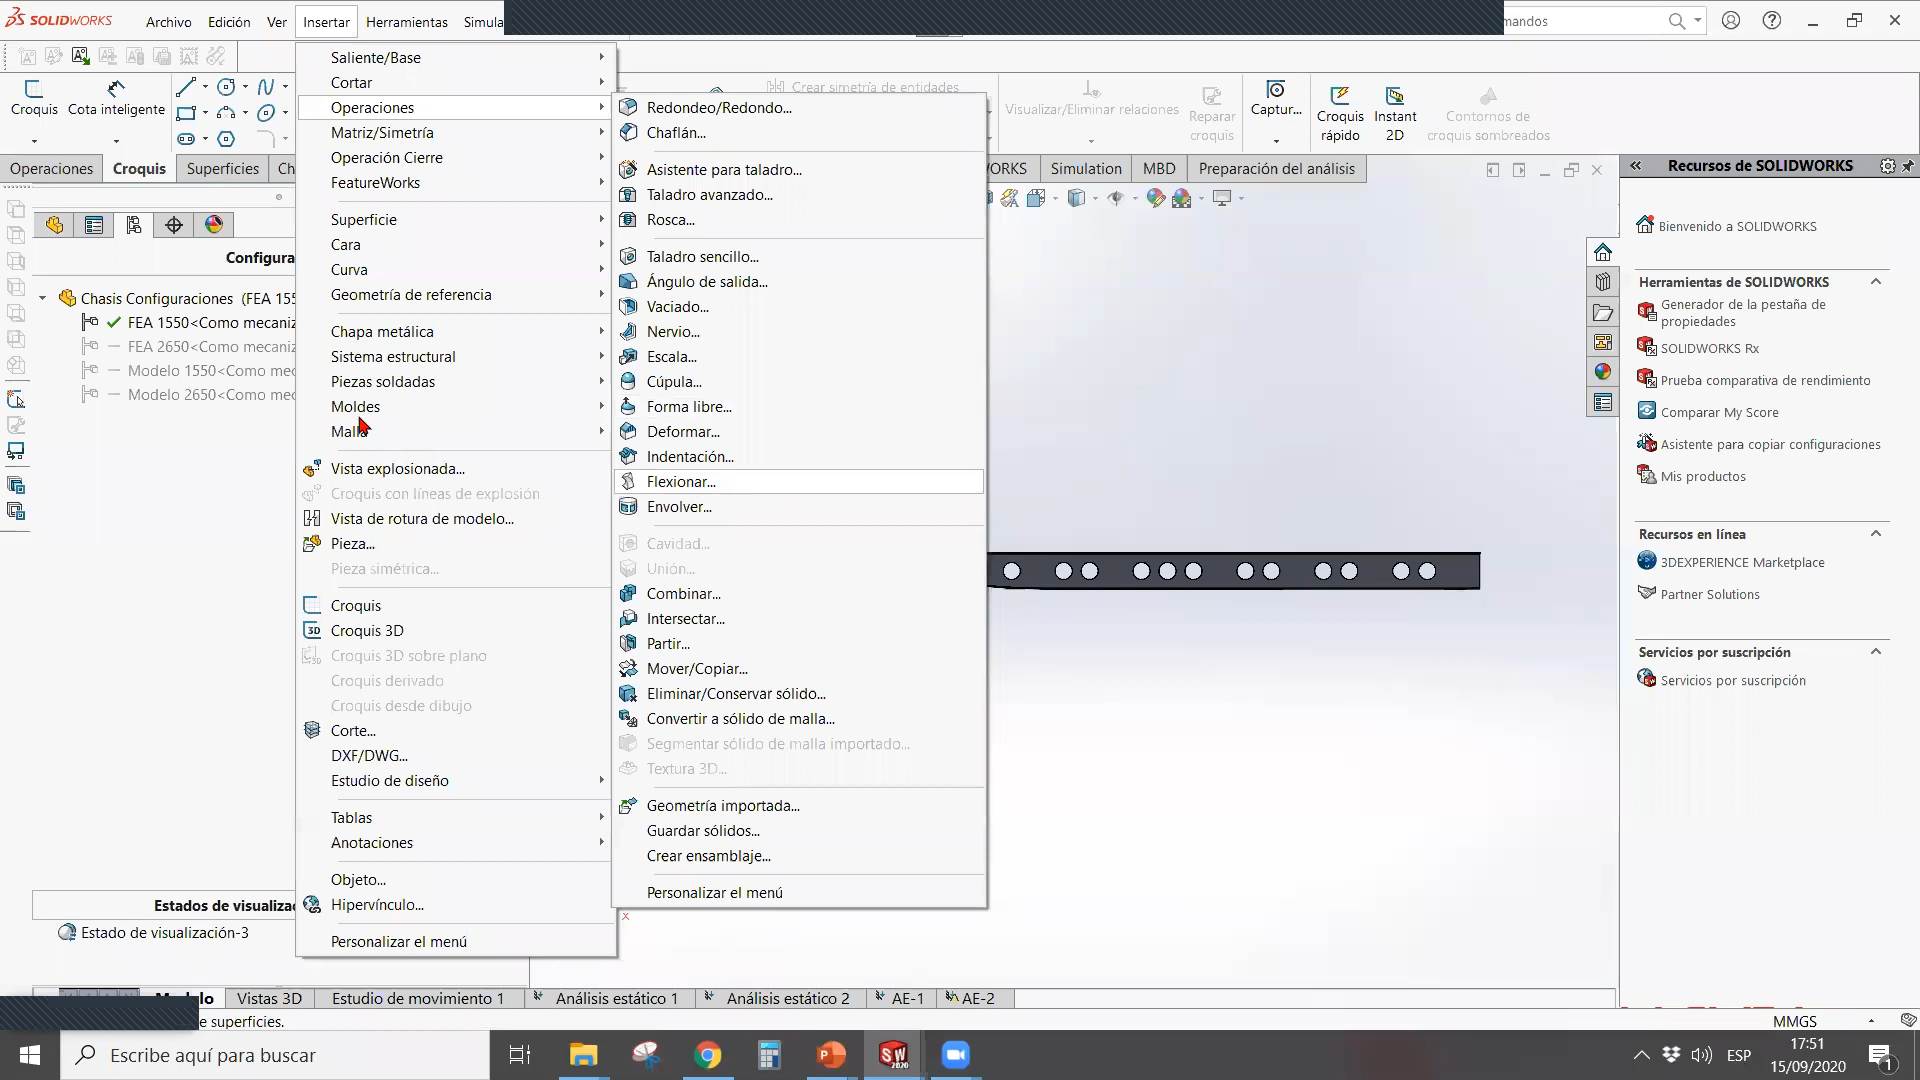 SOLIDWORKS
Archivo Edición Ver Insertar Herramientas Simula
mandos
Croquis
Cota inteligente
Crear simetría de entidades
Visualizar/Eliminar relaciones
Reparar
croquis
Captur...
Croquis
rápido
Instant
2D
Contornos de
croquis sombreados
Operaciones Croquis Superficies Ch
WORKS Simulation MBD Preparación del análisis
Configura
Chasis Configuraciones (FEA 155
FEA 1550<Como mecaniz
FEA 2650<Como mecaniz
Modelo 1550<Como mec
Modelo 2650<Como mec
Estados de visualiza
Estado de visualización-3
Saliente/Base
Cortar
Operaciones
Matriz/Simetría
Operación Cierre
FeatureWorks
Superficie
Cara
Curva
Geometría de referencia
Chapa metálica
Sistema estructural
Piezas soldadas
Moldes
Malla
Vista explosionada...
Croquis con líneas de explosión
Vista de rotura de modelo...
Pieza...
Pieza simétrica...
Croquis
3D Croquis 3D
Croquis 3D sobre plano
Croquis derivado
Croquis desde dibujo
Corte...
DXF/DWG...
Estudio de diseño
Tablas
Anotaciones
Objeto...
Hipervínculo...
Personalizar el menú
Redondeo/Redondo...
Chaflán...
Asistente para taladro...
Taladro avanzado...
Rosca...
Taladro sencillo...
Ángulo de salida...
Vaciado...
Nervio...
Escala...
Cúpula...
Forma libre...
Deformar...
Indentación...
Flexionar...
Envolver...
Cavidad...
Unión...
Combinar...
Intersectar...
Partir...
Mover/Copiar...
Eliminar/Conservar sólido...
Convertir a sólido de malla...
Segmentar sólido de malla importado...
Textura 3D...
Geometría importada...
Guardar sólidos...
Crear ensamblaje...
Personalizar el menú
x
Recursos de SOLIDWORKS
Bienvenido a SOLIDWORKS
Herramientas de SOLIDWORKS
Generador de la pestaña de
propiedades
SOLIDWORKS Rx
Prueba comparativa de rendimiento
Comparar My Score
Asistente para copiar configuraciones
Mis productos
Recursos en línea
3DEXPERIENCE Marketplace
Partner Solutions
Servicios por suscripción
Servicios por suscripción
Vistas 3D Estudio de movimiento 1 Análisis estático 1 Análisis estático 2 AE-1 AE-2
e superficies.
MMGS
Escribe aquí para buscar
SW
2020
ESP
17:51
15/09/2020
1